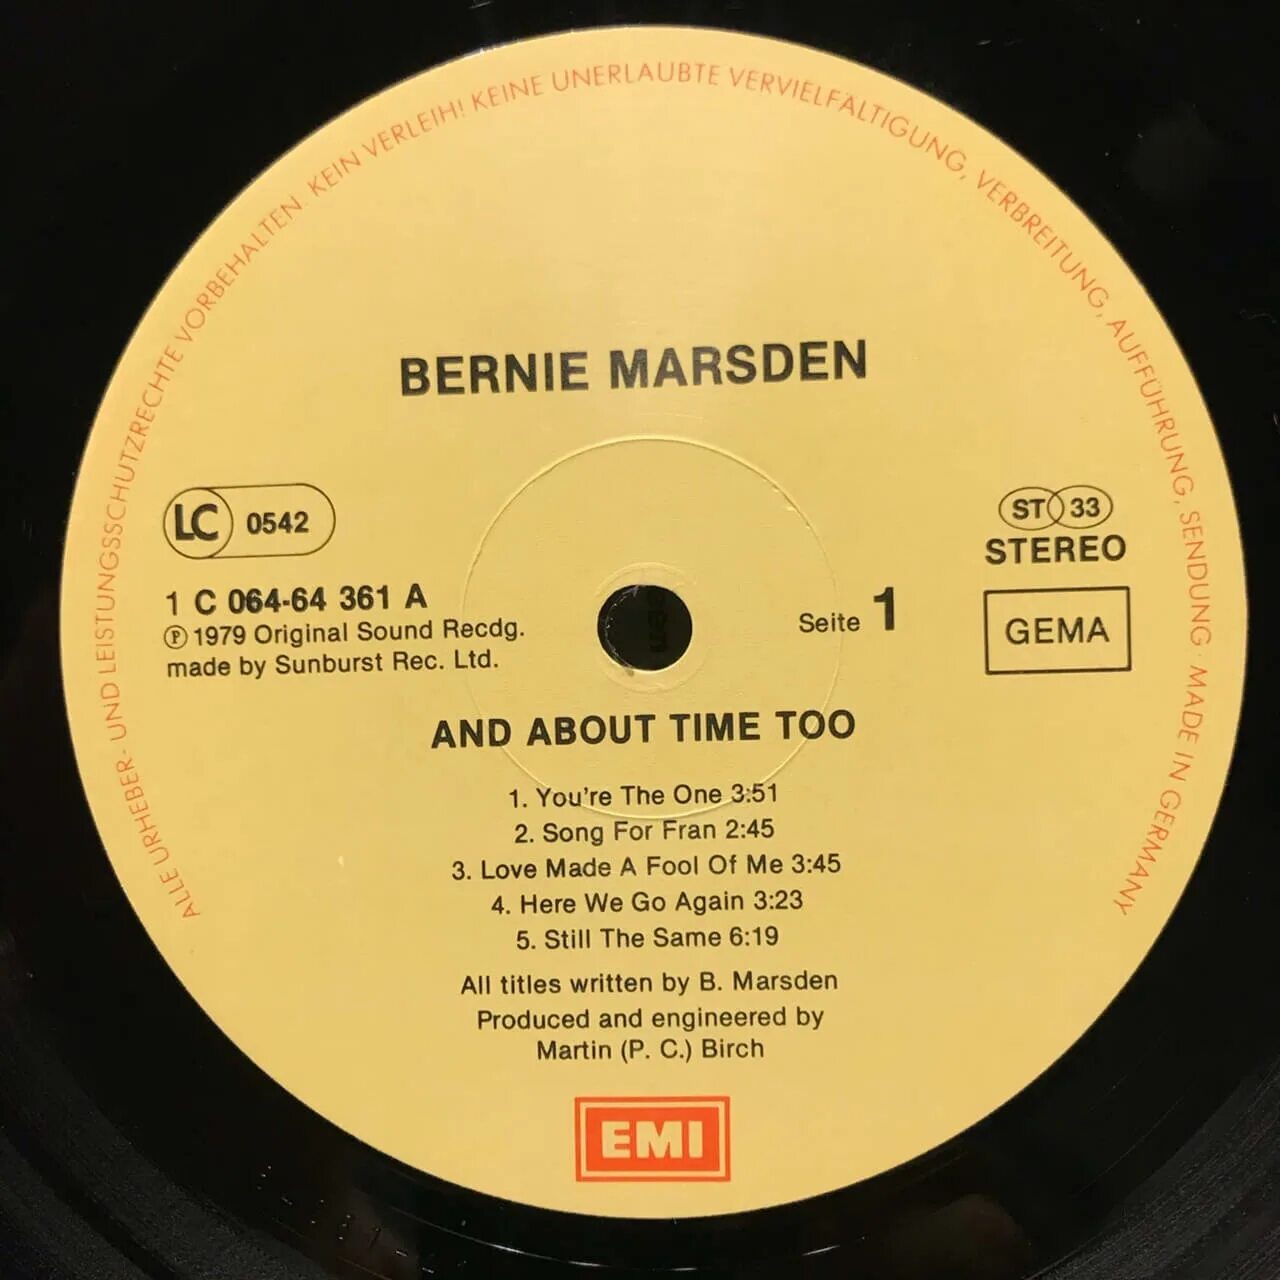 ALLE URHEBER- UND LEISTUNGSSCHUTZRECHTE VORBEHALTEN KEIN VERLEIH! KEINE UNERLAUBTE VERVIELFÄLTIGUNG, VERBREITUNG, AUFFÜHRUNG, SENDUNG · MADE IN GERMANY
BERNIE MARSDEN
LC 0542
ST 33
STEREO
1 C 064-64 361 A
Ⓟ 1979 Original Sound Recdg.
made by Sunburst Rec. Ltd.
Seite 1
GEMA
AND ABOUT TIME TOO
1. You're The One 3:51
2. Song For Fran 2:45
3. Love Made A Fool Of Me 3:45
4. Here We Go Again 3:23
5. Still The Same 6:19
All titles written by B. Marsden
Produced and engineered by
Martin (P. C.) Birch
EMI